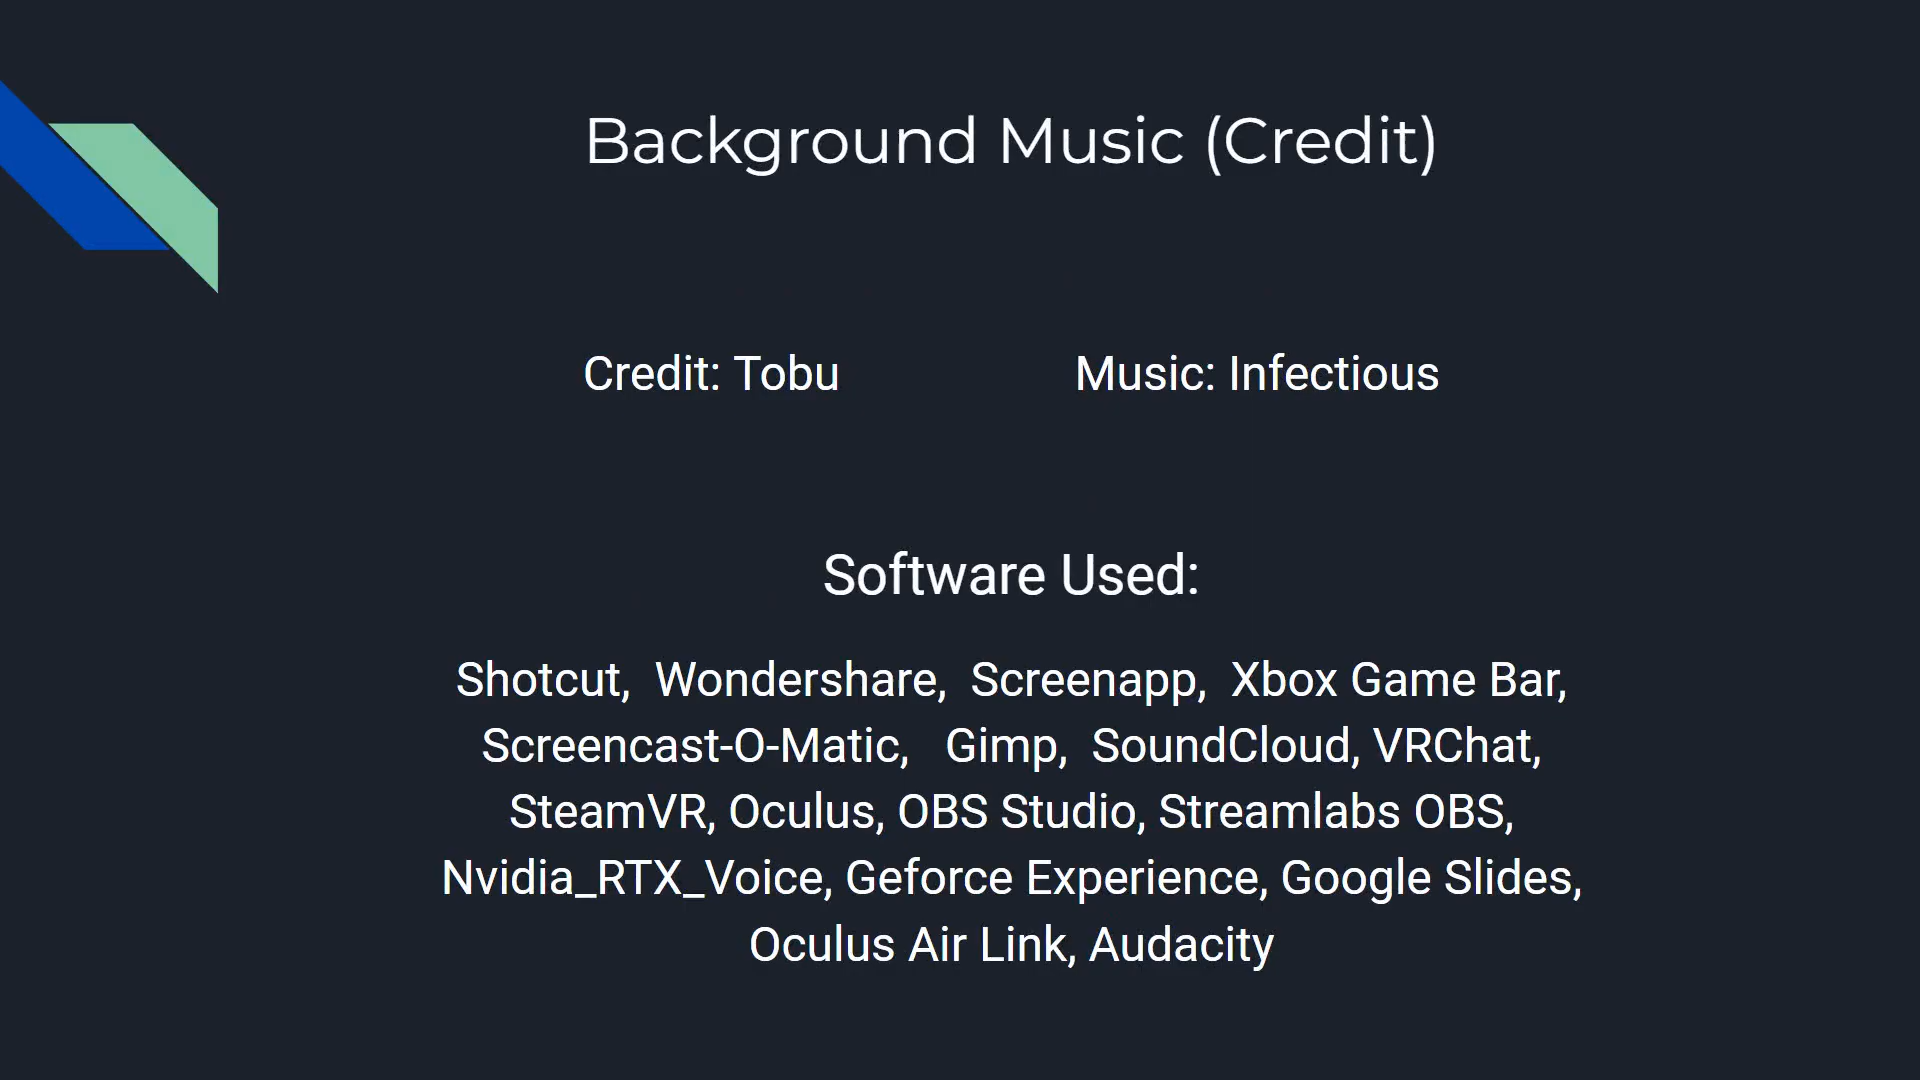 Background Music (Credit)
Credit: Tobu
Music: Infectious
Software Used:
Shotcut,  Wondershare,  Screenapp,  Xbox Game Bar,
Screencast-O-Matic,   Gimp,  SoundCloud, VRChat,
SteamVR, Oculus, OBS Studio, Streamlabs OBS,
Nvidia_RTX_Voice, Geforce Experience, Google Slides,
Oculus Air Link, Audacity